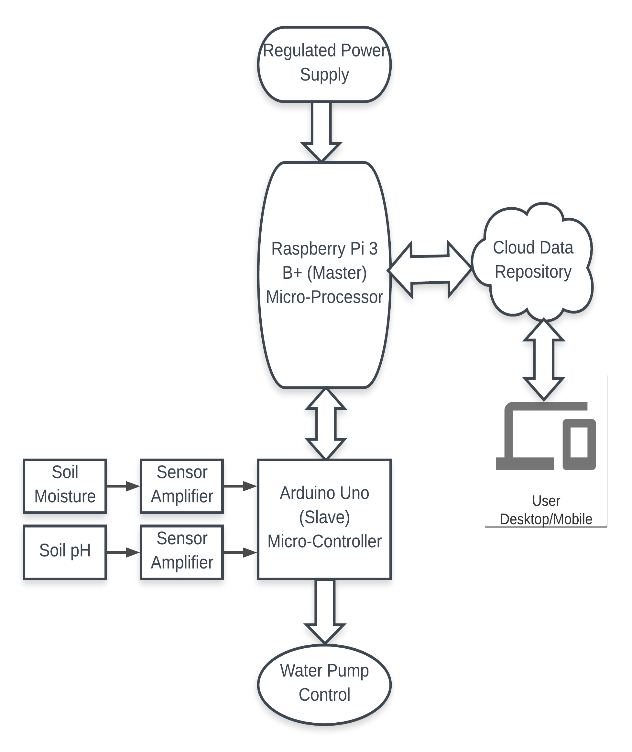 Regulated Power
Supply
Raspberry Pi 3
B+ (Master)
Micro-Processor
Cloud Data
Repository
User
Desktop/Mobile
Soil
Moisture
Sensor
Amplifier
Arduino Uno
(Slave)
Micro-Controller
Soil pH
Sensor
Amplifier
Water Pump
Control